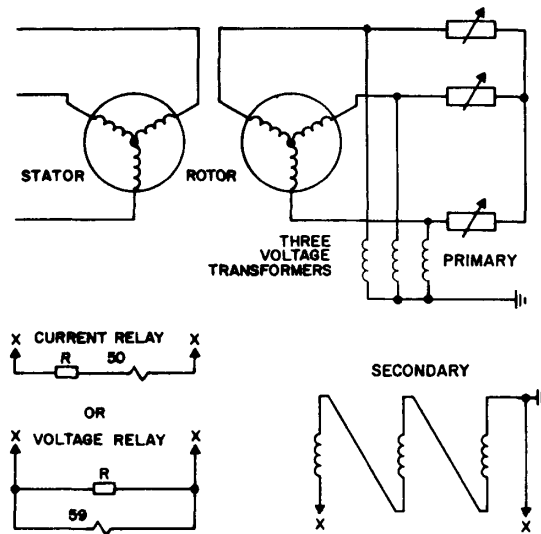 STATOR
ROTOR
THREE
VOLTAGE
TRANSFORMERS
PRIMARY
X
CURRENT RELAY
X
R
50
OR
X
VOLTAGE RELAY
X
R
59
SECONDARY
X
X